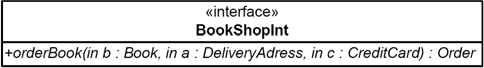 «interface»
BookShopInt
+orderBook(in b : Book, in a : DeliveryAdress, in c : CreditCard) : Order